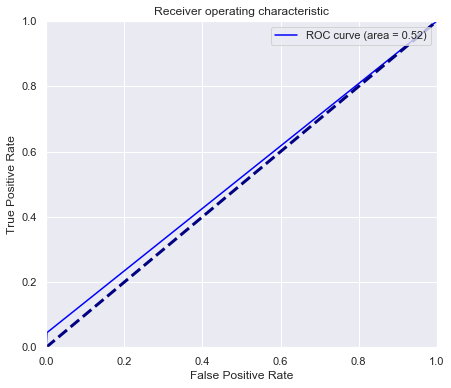 Receiver operating characteristic
ROC curve (area = 0.52)
1.0
0.8
0.6
0.4
0.2
0.0
True Positive Rate
0.0 0.2 0.4 0.6 0.8 1.0
False Positive Rate